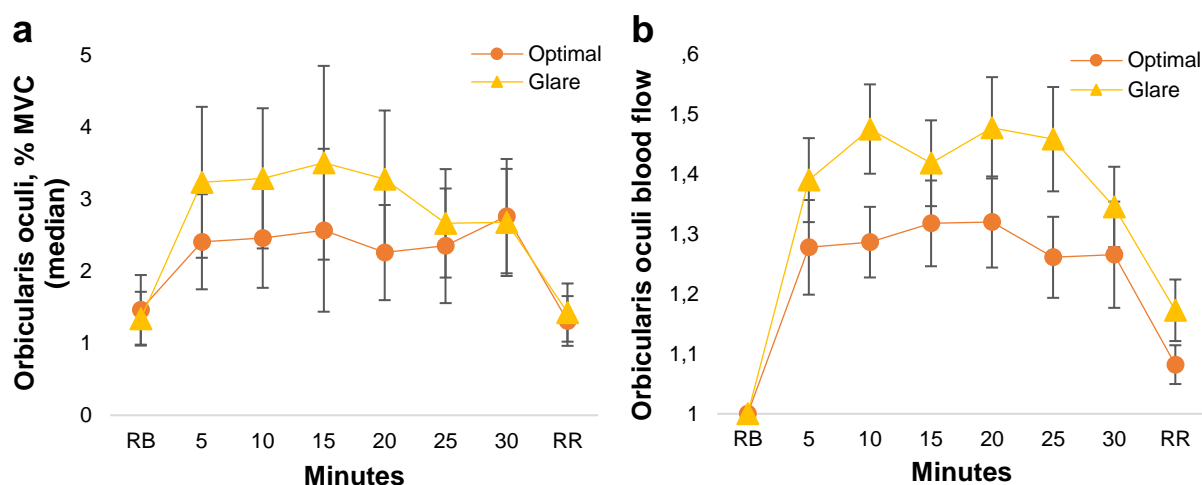 a
Optimal
Glare
Orbicularis oculi, % MVC
(median)
5
4
3
2
1
0
RB 5 10 15 20 25 30 RR
Minutes
b
Optimal
Glare
Orbicularis oculi blood flow
,6
1,5
1,4
1,3
1,2
1,1
1
RB 5 10 15 20 25 30 RR
Minutes